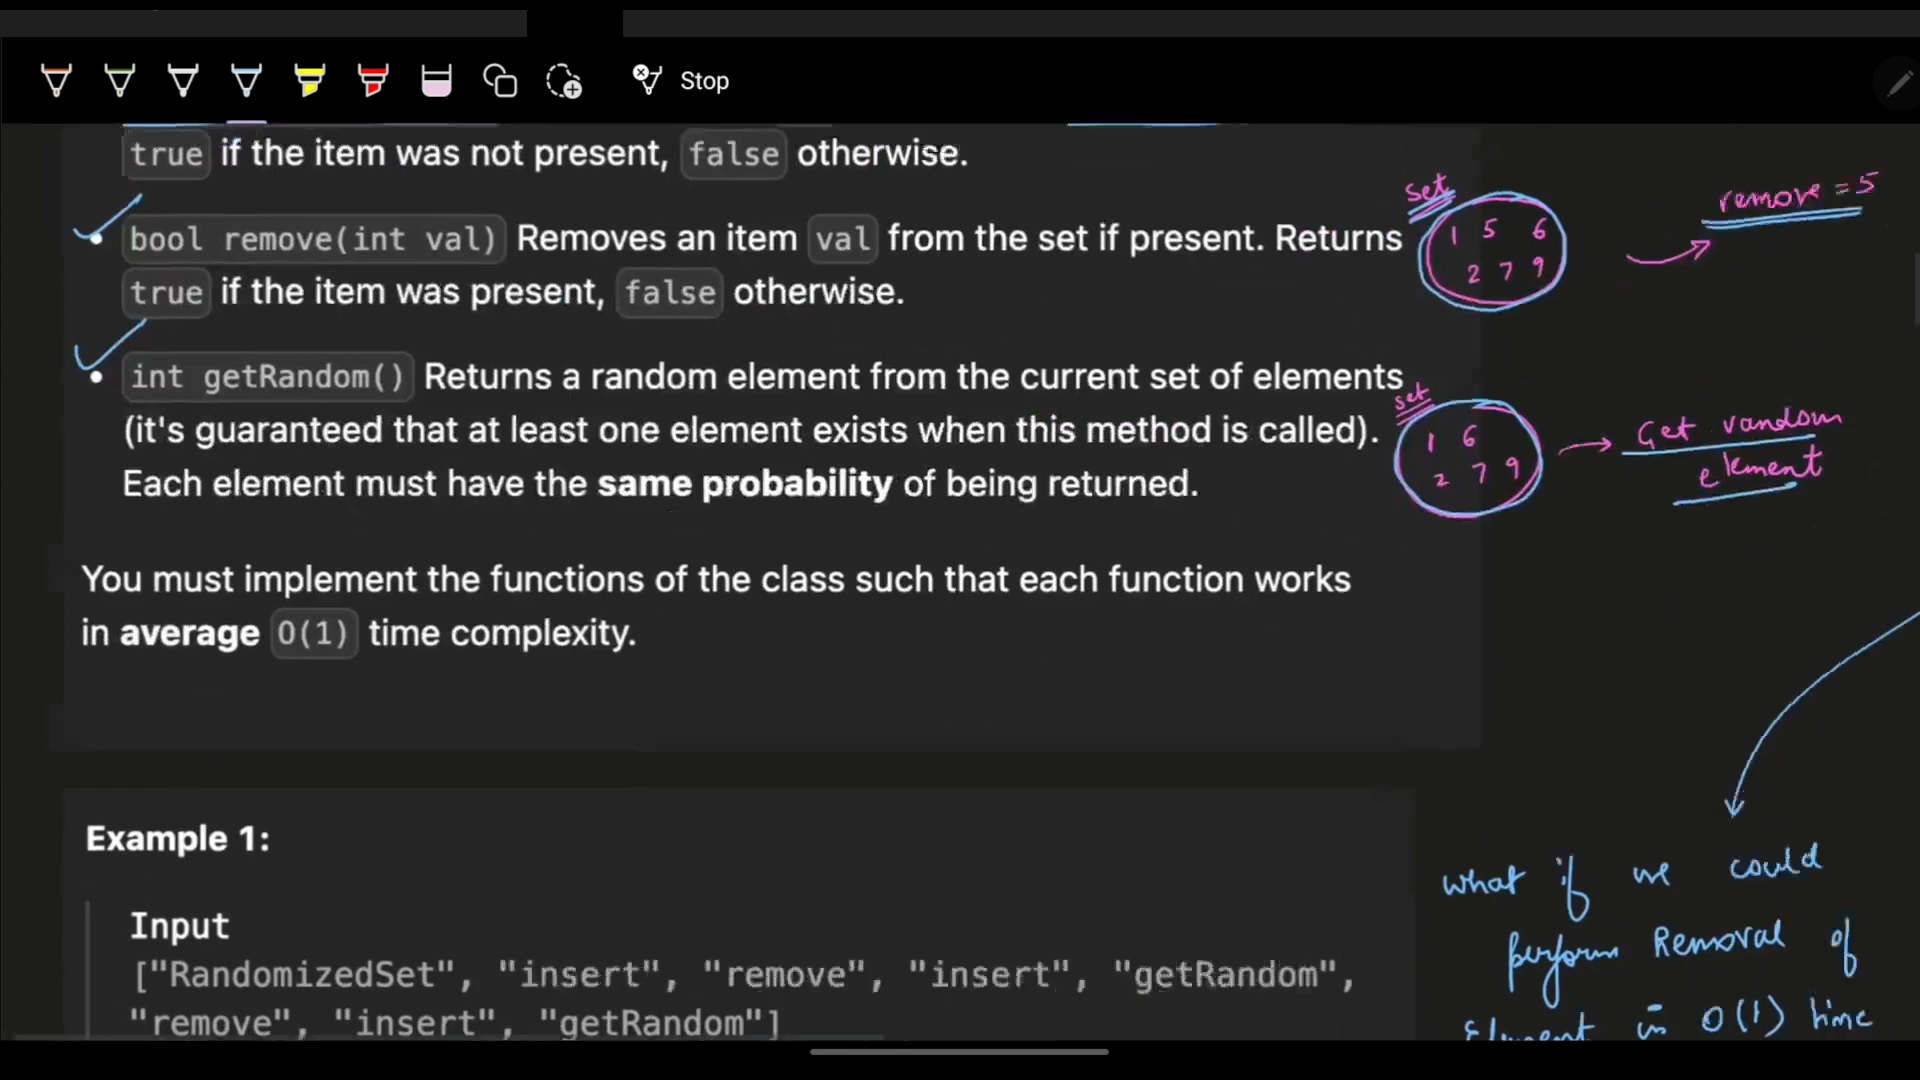 Stop
true if the item was not present, false otherwise.
bool remove(int val) Removes an item val from the set if present. Returns
true if the item was present, false otherwise.
int getRandom() Returns a random element from the current set of elements
(it's guaranteed that at least one element exists when this method is called).
Each element must have the same probability of being returned.
You must implement the functions of the class such that each function works
in average O(1) time complexity.
Example 1:
Input
["RandomizedSet", "insert", "remove", "insert", "getRandom",
"remove", "insert", "getRandom"]
set
1 5 6
2 7 9
remove = 5
set
1 6
2 7 9
Get random
element
what if we could
perform Removal of
Element in O(1) time